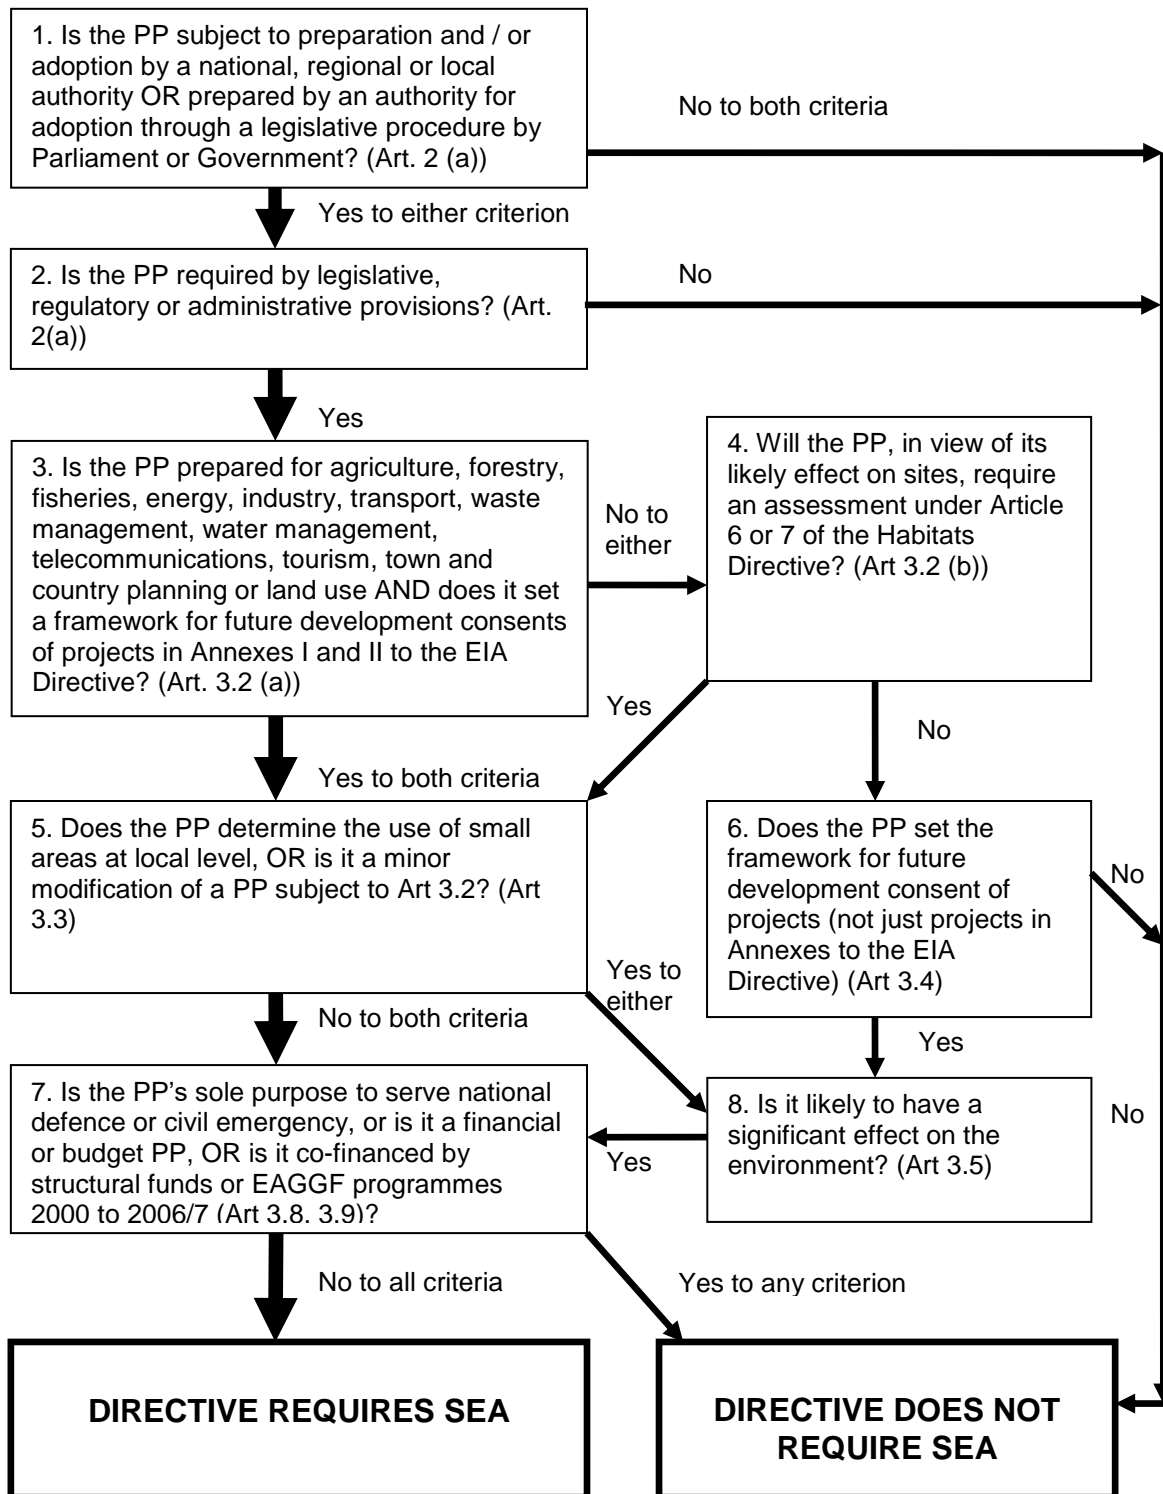 1. Is the PP subject to preparation and / or
adoption by a national, regional or local
authority OR prepared by an authority for
adoption through a legislative procedure by
Parliament or Government? (Art. 2 (a))
No to both criteria
Yes to either criterion
2. Is the PP required by legislative,
regulatory or administrative provisions? (Art.
2(a))
No
Yes
3. Is the PP prepared for agriculture, forestry,
fisheries, energy, industry, transport, waste
management, water management,
telecommunications, tourism, town and
country planning or land use AND does it set
a framework for future development consents
of projects in Annexes I and II to the EIA
Directive? (Art. 3.2 (a))
No to
either
4. Will the PP, in view of its
likely effect on sites, require
an assessment under Article
6 or 7 of the Habitats
Directive? (Art 3.2 (b))
Yes
No
Yes to both criteria
5. Does the PP determine the use of small
areas at local level, OR is it a minor
modification of a PP subject to Art 3.2? (Art
3.3)
6. Does the PP set the
framework for future
development consent of
projects (not just projects in
Annexes to the EIA
Directive) (Art 3.4)
No
Yes to
either
No to both criteria
Yes
7. Is the PP’s sole purpose to serve national
defence or civil emergency, or is it a financial
or budget PP, OR is it co-financed by
structural funds or EAGGF programmes
2000 to 2006/7 (Art 3.8, 3.9)?
Yes
8. Is it likely to have a
significant effect on the
environment? (Art 3.5)
No
No to all criteria
Yes to any criterion
DIRECTIVE REQUIRES SEA
DIRECTIVE DOES NOT
REQUIRE SEA